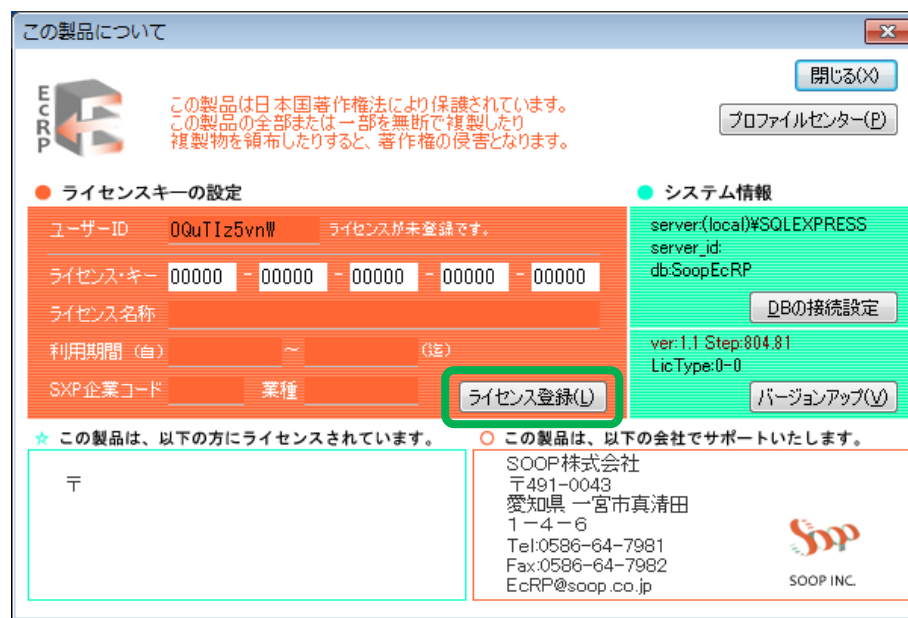 この製品について
閉じる(X)
EcRP
この製品は日本国著作権法により保護されています。
この製品の全部または一部を無断で複製したり
複製物を頒布したりすると、著作権の侵害となります。
プロファイルセンター(P)
● ライセンスキーの設定
ユーザーID 0QuTIz5vnW ライセンスが未登録です。
ライセンス・キー 00000 - 00000 - 00000 - 00000 - 00000
ライセンス名称
利用期間 (自) ~ (迄)
SXP企業コード 業種 ライセンス登録(L)
● システム情報
server:(local)¥SQLEXPRESS
server_id:
db:SoopEcRP
DBの接続設定
ver:1.1 Step:804.81
LicType:0-0
バージョンアップ(V)
☆ この製品は、以下の方にライセンスされています。
〒
○ この製品は、以下の会社でサポートいたします。
SOOP株式会社
〒491-0043
愛知県 一宮市真清田
1-4-6
Tel:0586-64-7981
Fax:0586-64-7982
EcRP@soop.co.jp
Soop
SOOP INC.